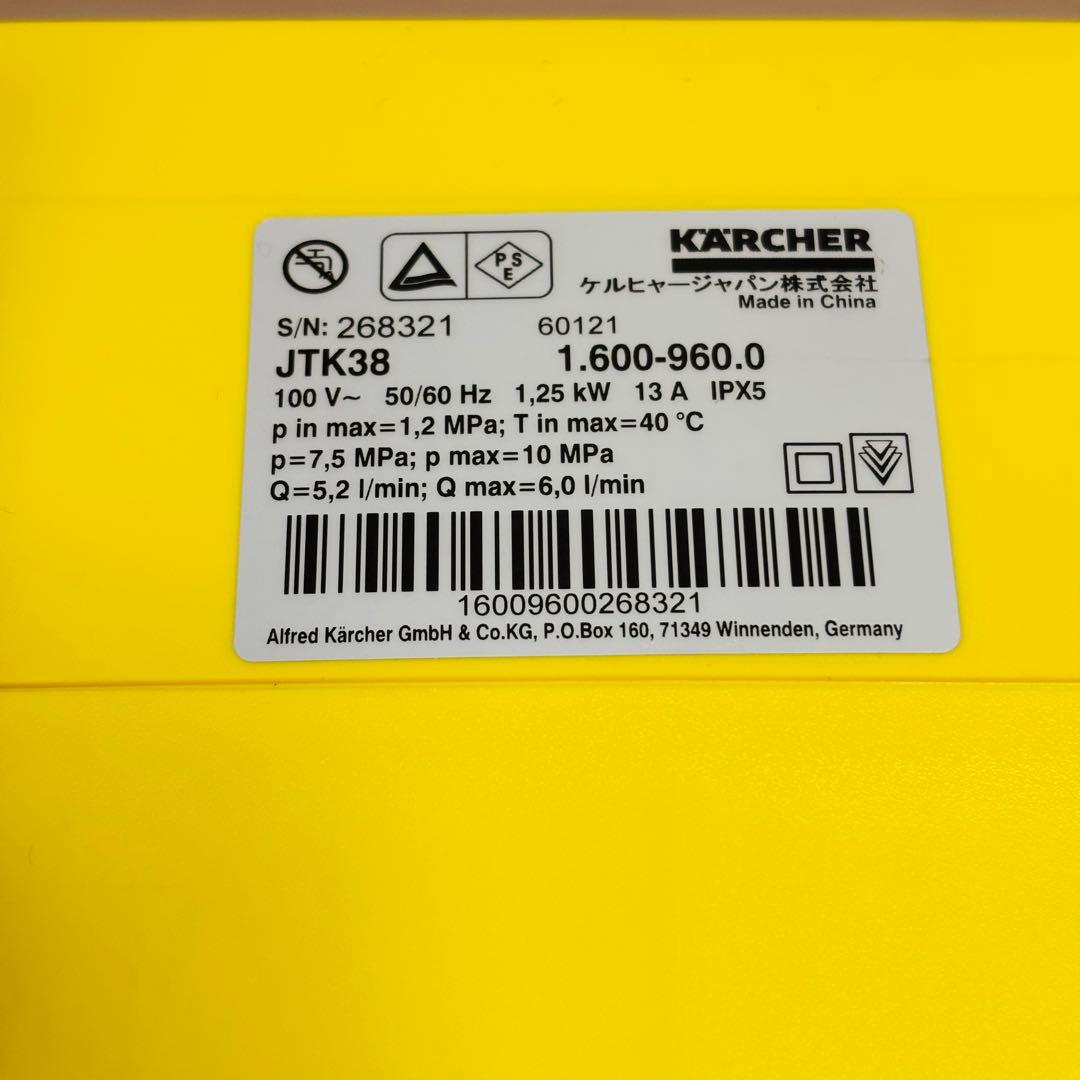 PSE
KÄRCHER
ケルヒャージャパン株式会社
Made in China
S/N: 268321 60121
JTK38 1.600-960.0
100 V~ 50/60 Hz 1,25 kW 13 A IPX5
p in max=1,2 MPa; T in max=40 °C
p=7,5 MPa; p max=10 MPa
Q=5,2 l/min; Q max=6,0 l/min
16009600268321
Alfred Kärcher GmbH & Co.KG, P.O.Box 160, 71349 Winnenden, Germany